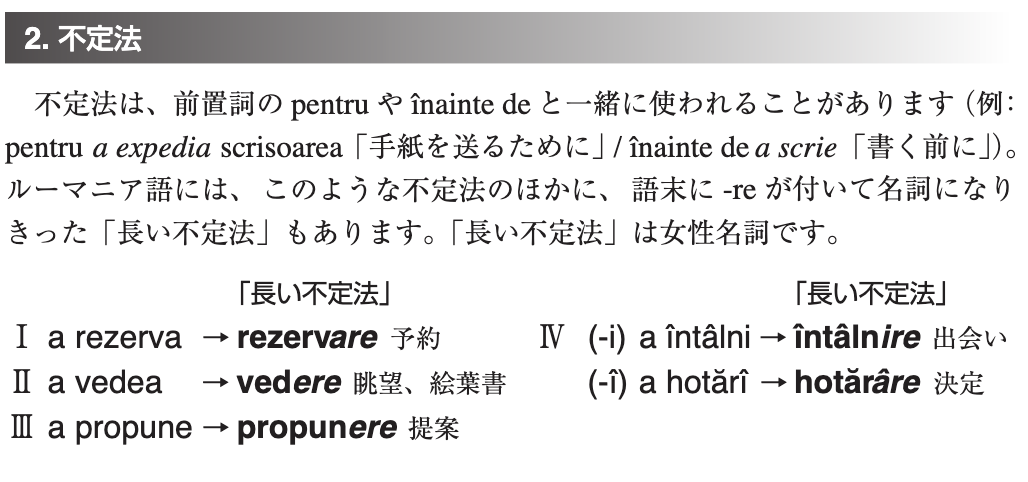 2. 不定法
不定法は、前置詞の pentru や înainte de と一緒に使われることがあります（例：
pentru a expedia scrisoarea「手紙を送るために」/ înainte de a scrie「書く前に」）。
ルーマニア語には、このような不定法のほかに、語末に -re が付いて名詞になり
きった「長い不定法」もあります。「長い不定法」は女性名詞です。
「長い不定法」 「長い不定法」
Ⅰ a rezerva → rezervare 予約 Ⅳ (-i) a întâlni → întâlnire 出会い
Ⅱ a vedea → vedere 眺望、絵葉書 (-î) a hotărî → hotărâre 決定
Ⅲ a propune → propunere 提案